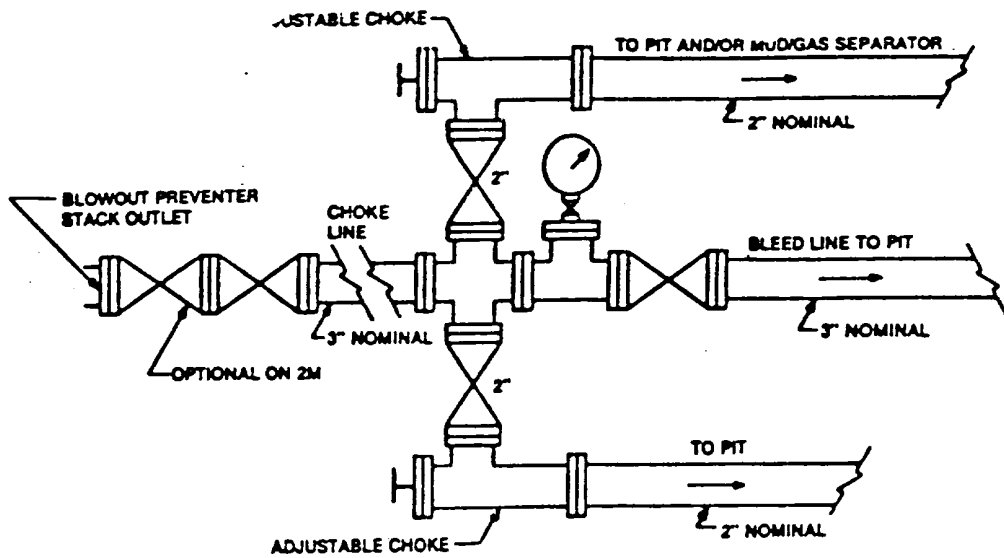 JUSTABLE CHOKE
TO PIT AND/OR MUD/GAS SEPARATOR
2" NOMINAL
2"
BLOWOUT PREVENTER
STACK OUTLET
CHOKE
LINE
BLEED LINE TO PIT
3" NOMINAL
3" NOMINAL
OPTIONAL ON 2M
2"
TO PIT
2" NOMINAL
ADJUSTABLE CHOKE